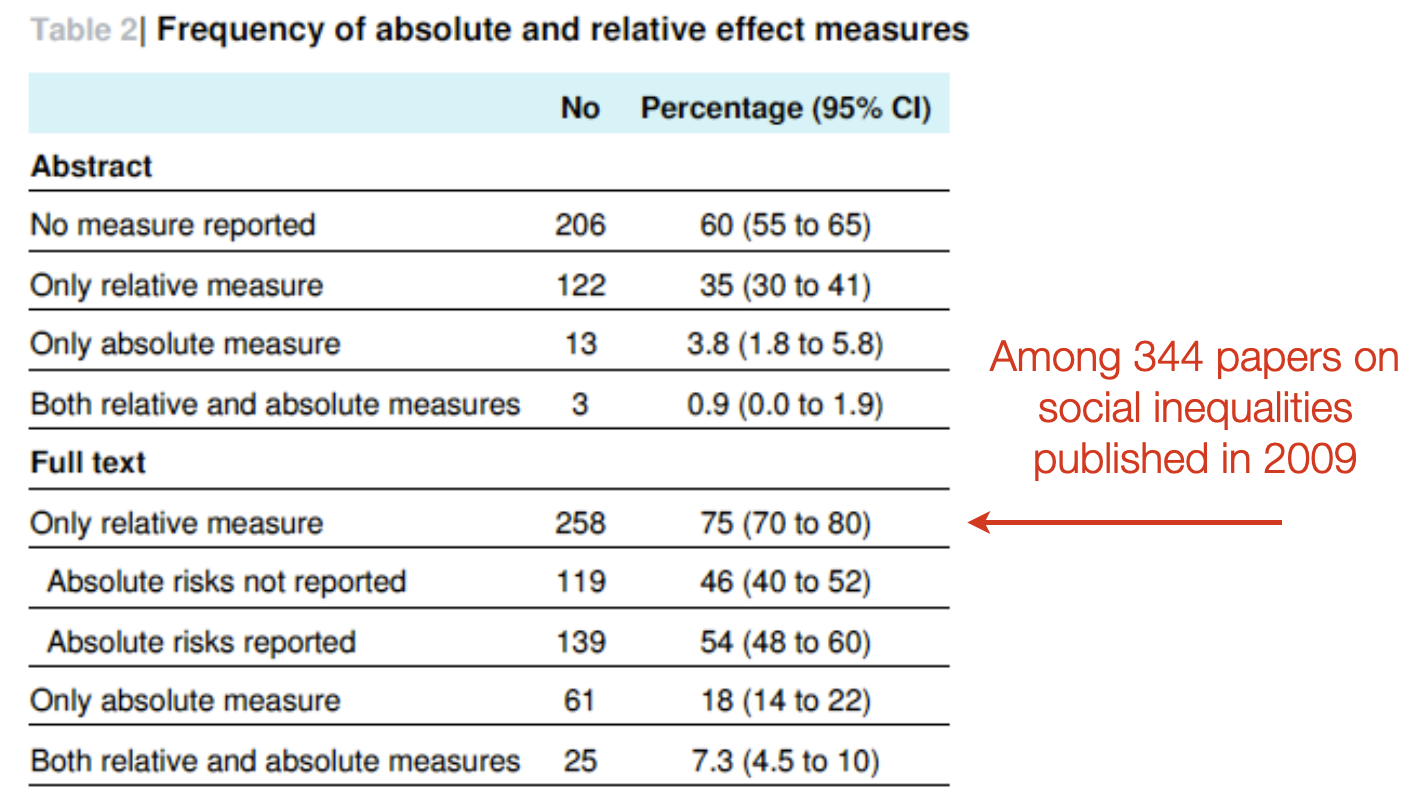 Table 2| Frequency of absolute and relative effect measures
No Percentage (95% CI)
Abstract
No measure reported 206 60 (55 to 65)
Only relative measure 122 35 (30 to 41)
Only absolute measure 13 3.8 (1.8 to 5.8)
Both relative and absolute measures 3 0.9 (0.0 to 1.9)
Full text
Only relative measure 258 75 (70 to 80)
Absolute risks not reported 119 46 (40 to 52)
Absolute risks reported 139 54 (48 to 60)
Only absolute measure 61 18 (14 to 22)
Both relative and absolute measures 25 7.3 (4.5 to 10)
Among 344 papers on
social inequalities
published in 2009